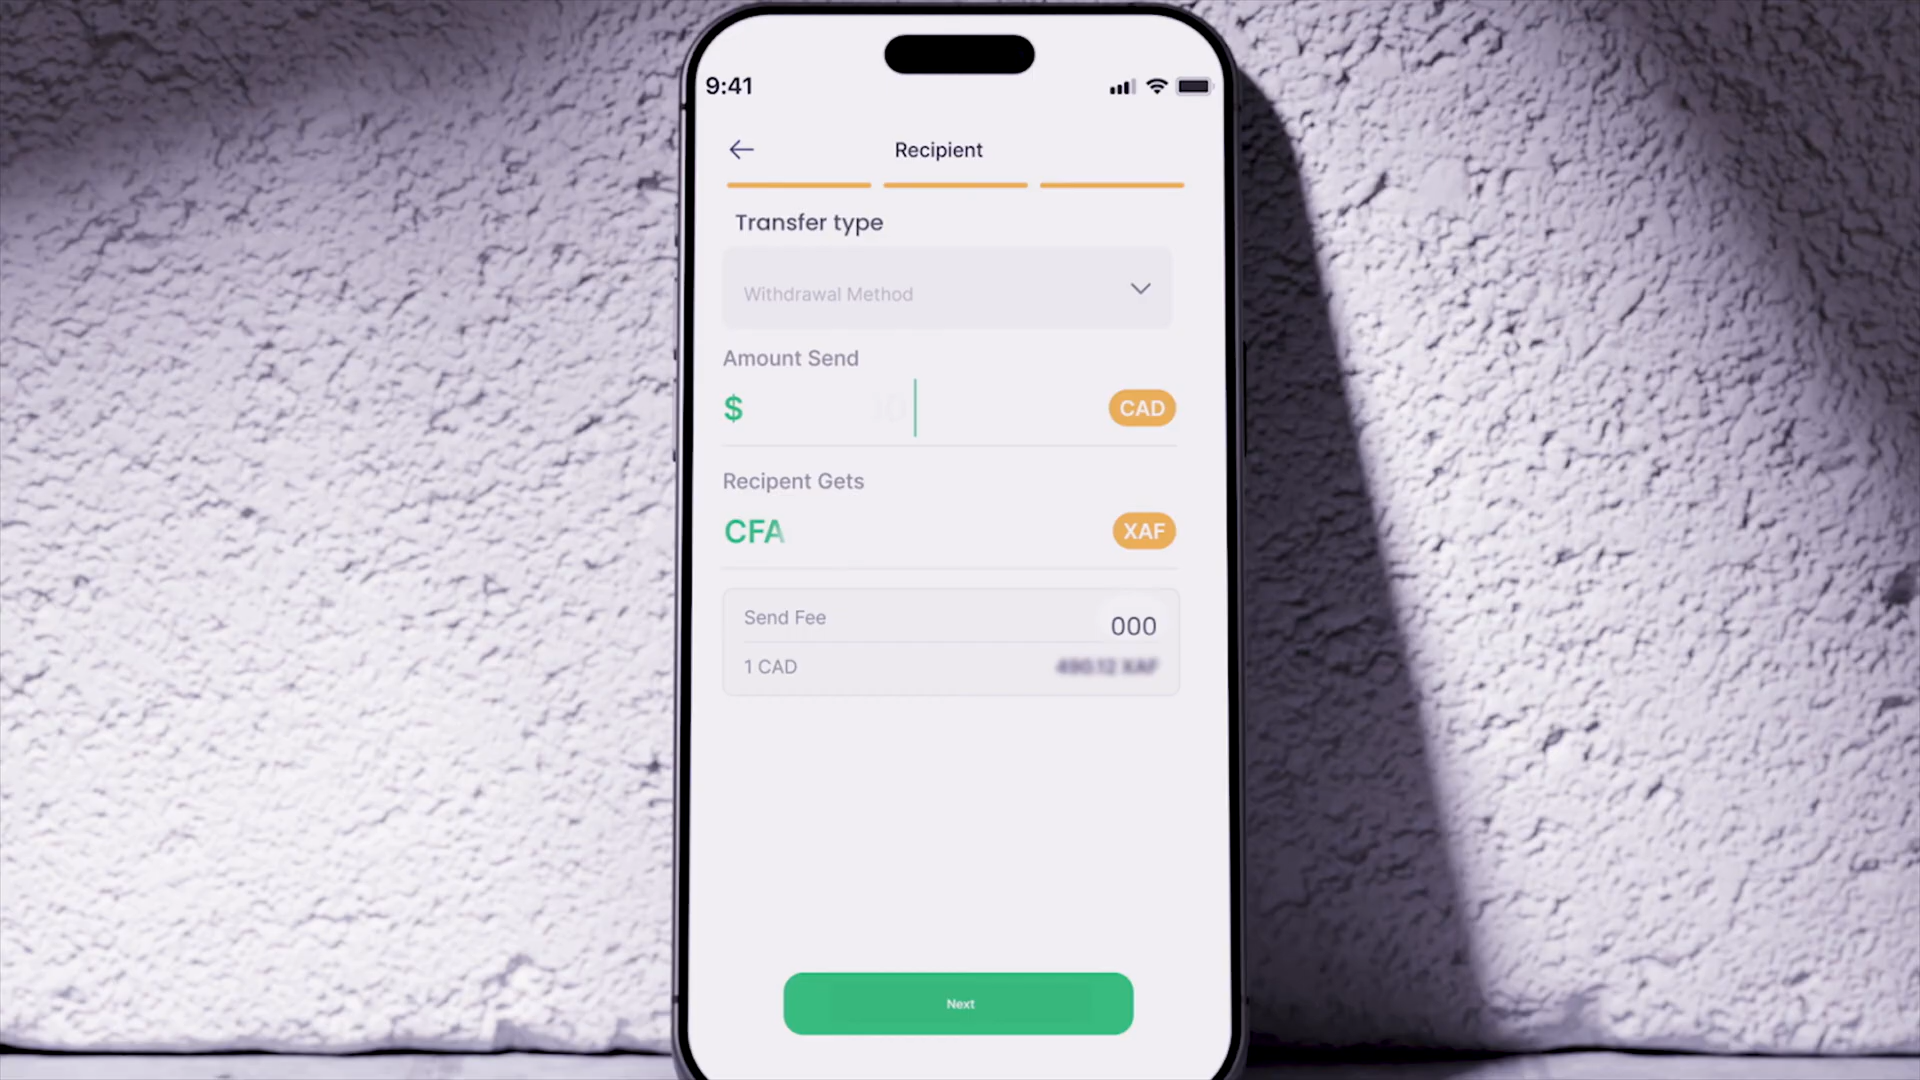 9:41
Recipient
Transfer type
Withdrawal Method
Amount Send
$ CAD
Recipent Gets
CFA XAF
Send Fee 000
1 CAD XAF
Next